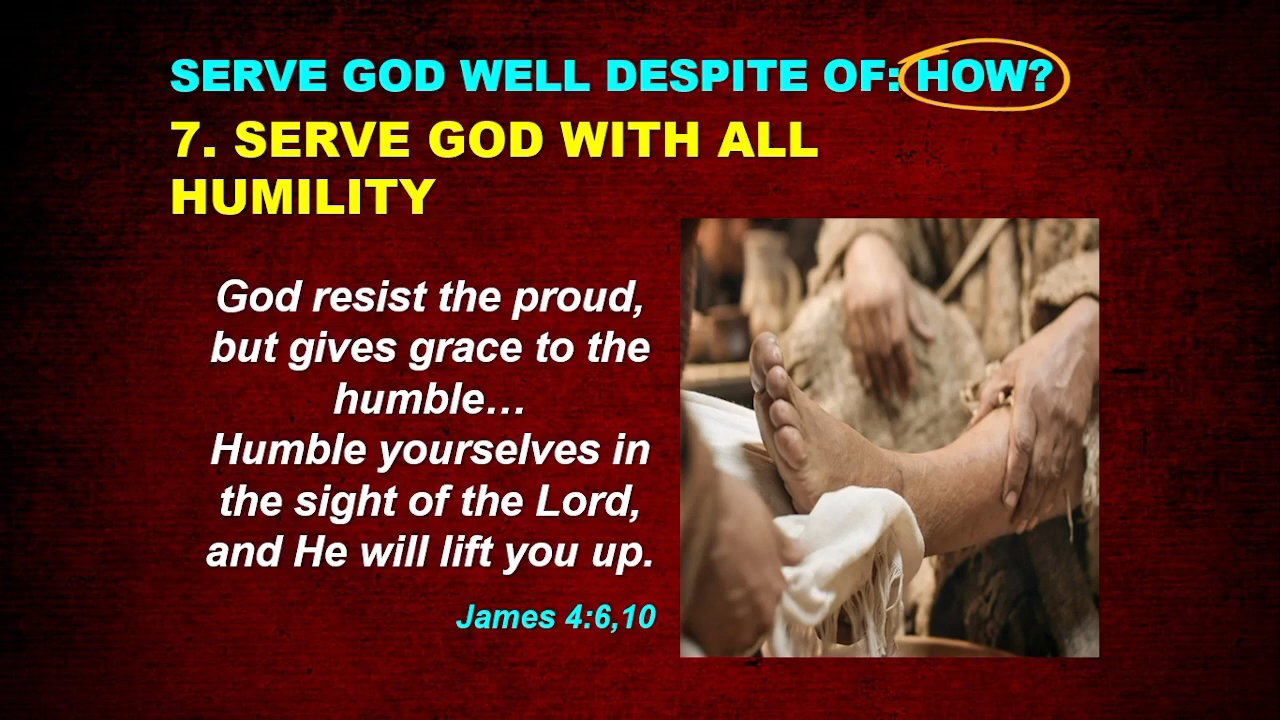 SERVE GOD WELL DESPITE OF: HOW?
7. SERVE GOD WITH ALL
HUMILITY
God resist the proud,
but gives grace to the
humble…
Humble yourselves in
the sight of the Lord,
and He will lift you up.
James 4:6,10